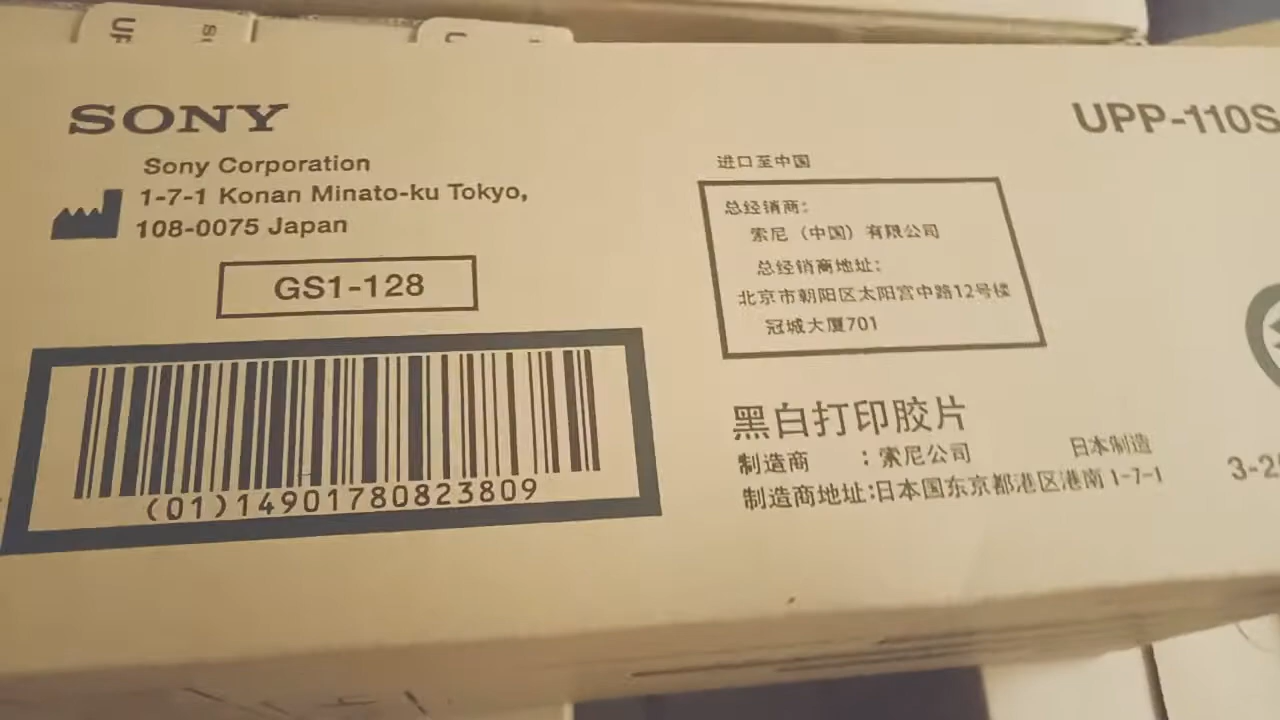 SONY
Sony Corporation
1-7-1 Konan Minato-ku Tokyo,
108-0075 Japan
GS1-128
(01)14901780823809
UPP-110S
进口至中国
总经销商:
索尼（中国）有限公司
总经销商地址:
北京市朝阳区太阳宫中路12号楼
冠城大厦701
黑白打印胶片
制造商 :索尼公司 日本制造
制造商地址:日本国东京都港区港南 1-7-1